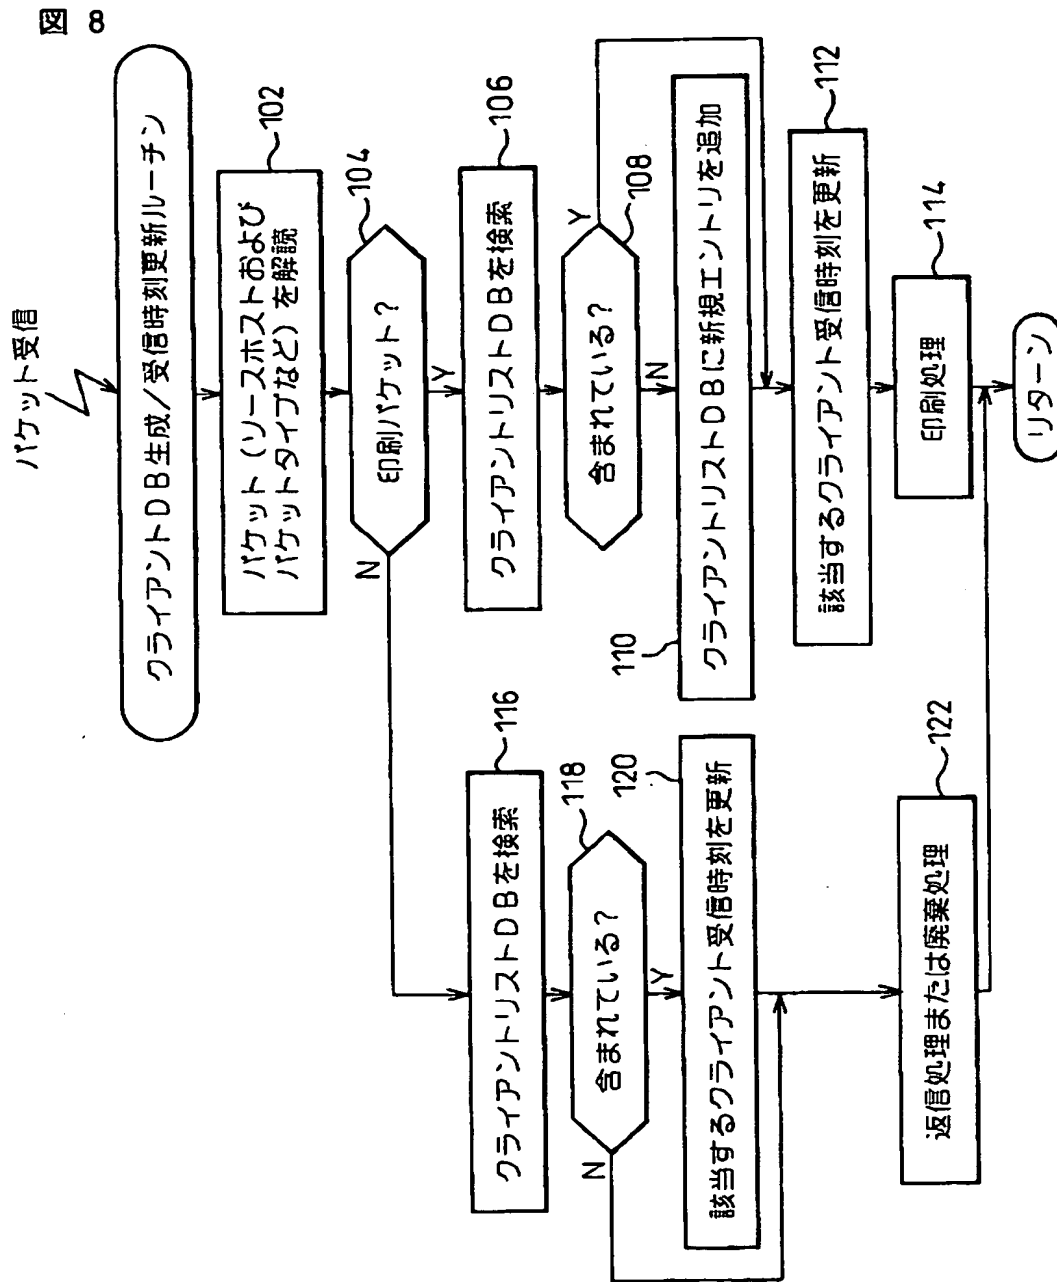 図 8
パケット受信
クライアントDB生成/受信時刻更新ルーチン
パケット（ソースホストおよび
パケットタイプなど）を解読
102
印刷パケット？
104
Y
N
クライアントリストDBを検索
106
含まれている？
108
Y
N
クライアントリストDBに新規エントリを追加
110
該当するクライアント受信時刻を更新
112
印刷処理
114
クライアントリストDBを検索
116
含まれている？
118
Y
N
該当するクライアント受信時刻を更新
120
返信処理または廃棄処理
122
リターン